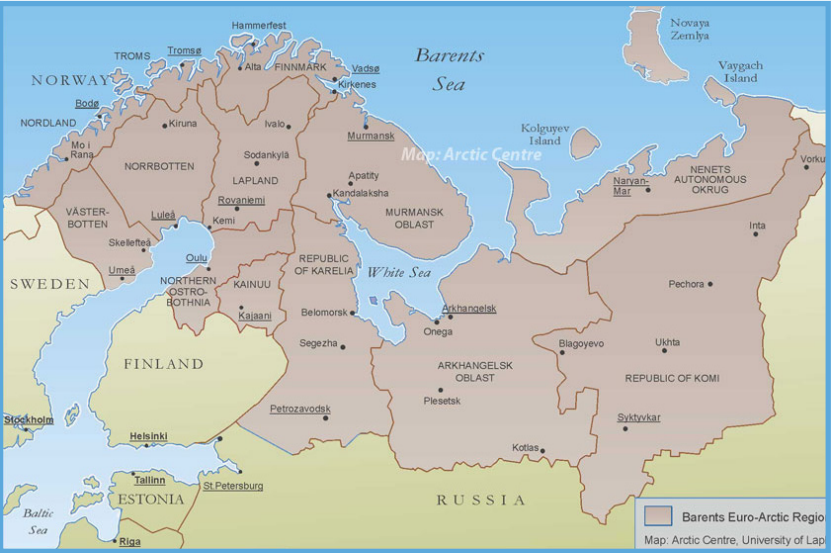 Hammerfest
Novaya
Zemlya
TROMS
Tromsø
Barents
Sea
Alta
FINNMARK
Vadsø
Kirkenes
Vaygach
Island
NORWAY
Bodø
NORDLAND
Kiruna
Ivalo
Murmansk
Kolguyev
Island
Mo i
Rana
Map: Arctic Centre
Sodankylä
NORRBOTTEN
LAPLAND
Apatity
Kandalaksha
NENETS
AUTONOMOUS
OKRUG
Vorku
Naryan-
Mar
Rovaniemi
VÄSTER-
BOTTEN
Luleå
Kemi
MURMANSK
OBLAST
Inta
Skellefteå
Oulu
REPUBLIC
OF KARELIA
White Sea
Umeå
SWEDEN
NORTHERN
OSTRO-
BOTHNIA
KAINUU
Kajaani
Pechora
Belomorsk
Arkhangelsk
Onega
Segezha
Blagoyevo
Ukhta
FINLAND
ARKHANGELSK
OBLAST
REPUBLIC OF KOMI
Plesetsk
Petrozavodsk
Syktyvkar
Stockholm
Helsinki
Kotlas
Tallinn
St.Petersburg
ESTONIA
RUSSIA
Baltic
Sea
Riga
Barents Euro-Arctic Regio
Map: Arctic Centre, University of Lap